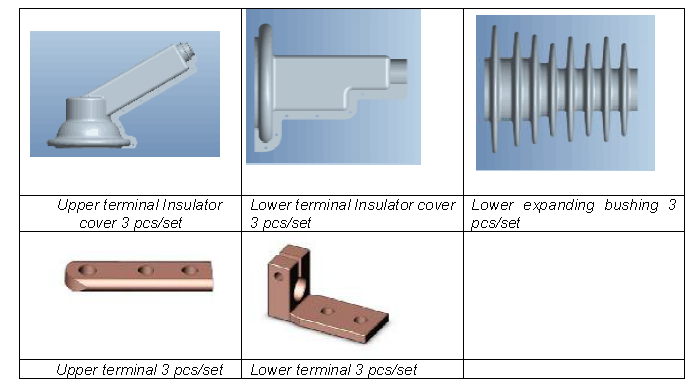 Upper terminal Insulator
cover 3 pcs/set
Lower terminal Insulator cover
3 pcs/set
Lower expanding bushing 3
pcs/set
Upper terminal 3 pcs/set
Lower terminal 3 pcs/set